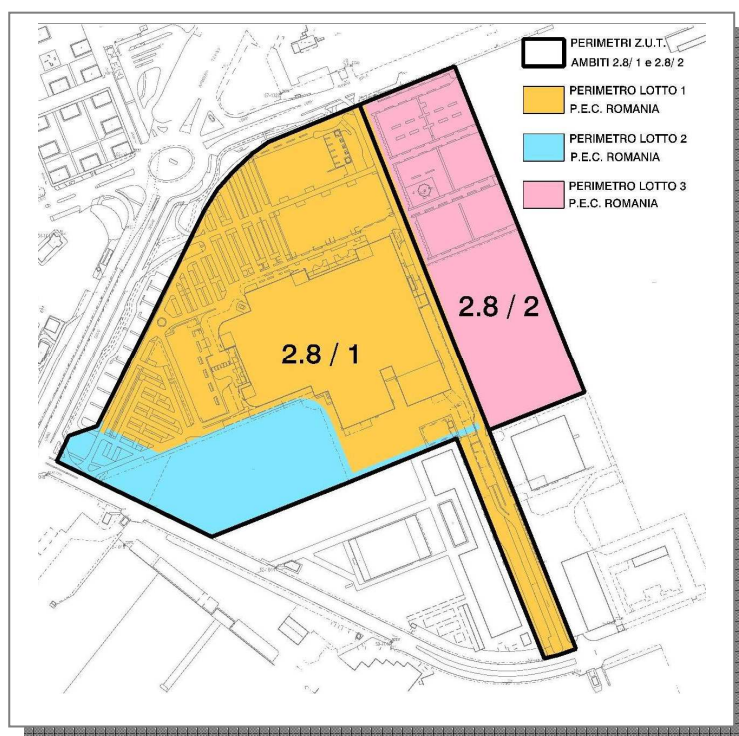 PERIMETRI Z.U.T.
AMBITI 2.8/ 1 e 2.8/ 2
PERIMETRO LOTTO 1
P.E.C. ROMANIA
PERIMETRO LOTTO 2
P.E.C. ROMANIA
PERIMETRO LOTTO 3
P.E.C. ROMANIA
2.8 / 2
2.8 / 1